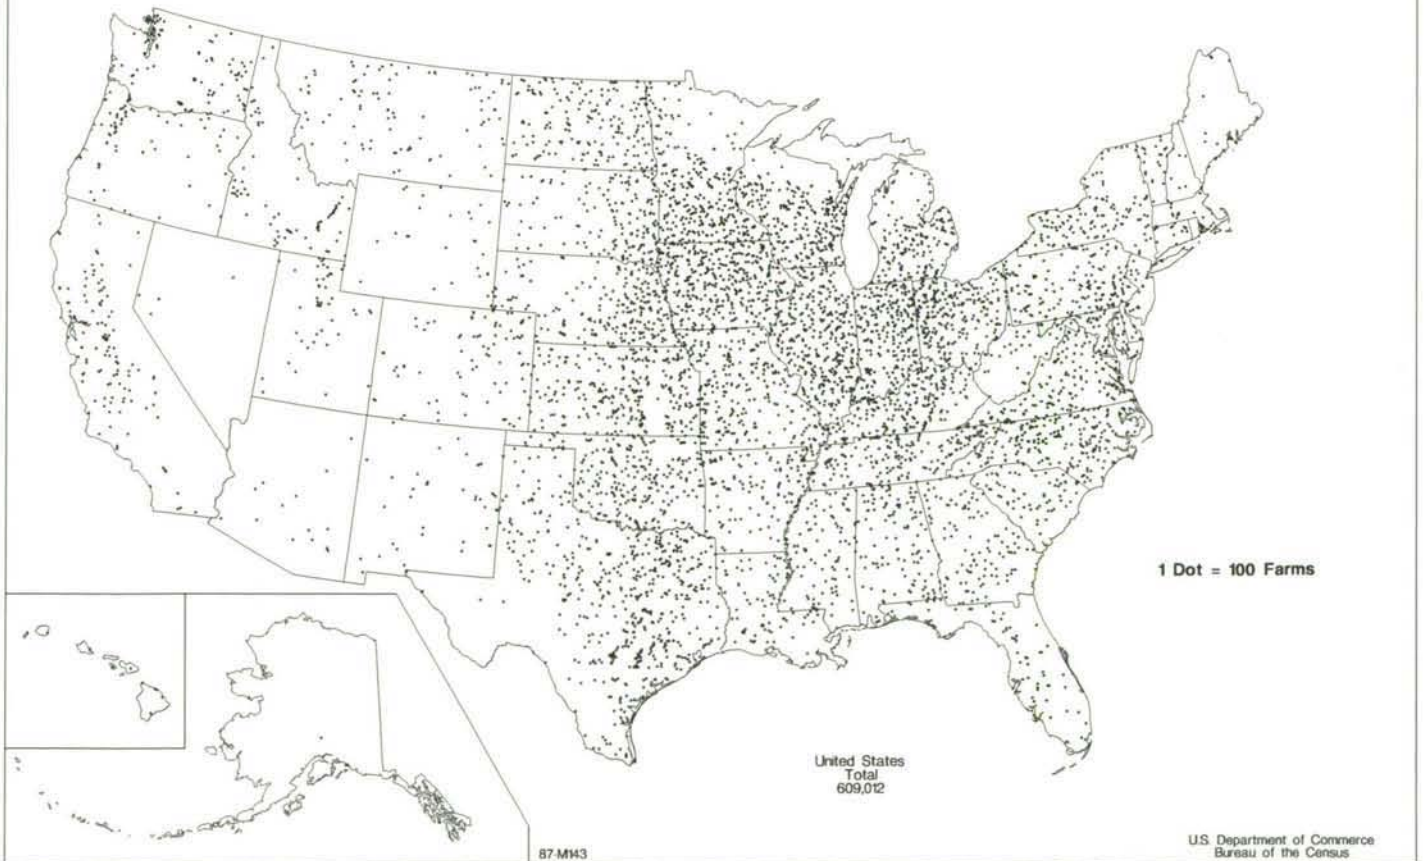 1 Dot = 100 Farms
United States
Total
609,012
87-M143
U.S. Department of Commerce
Bureau of the Census